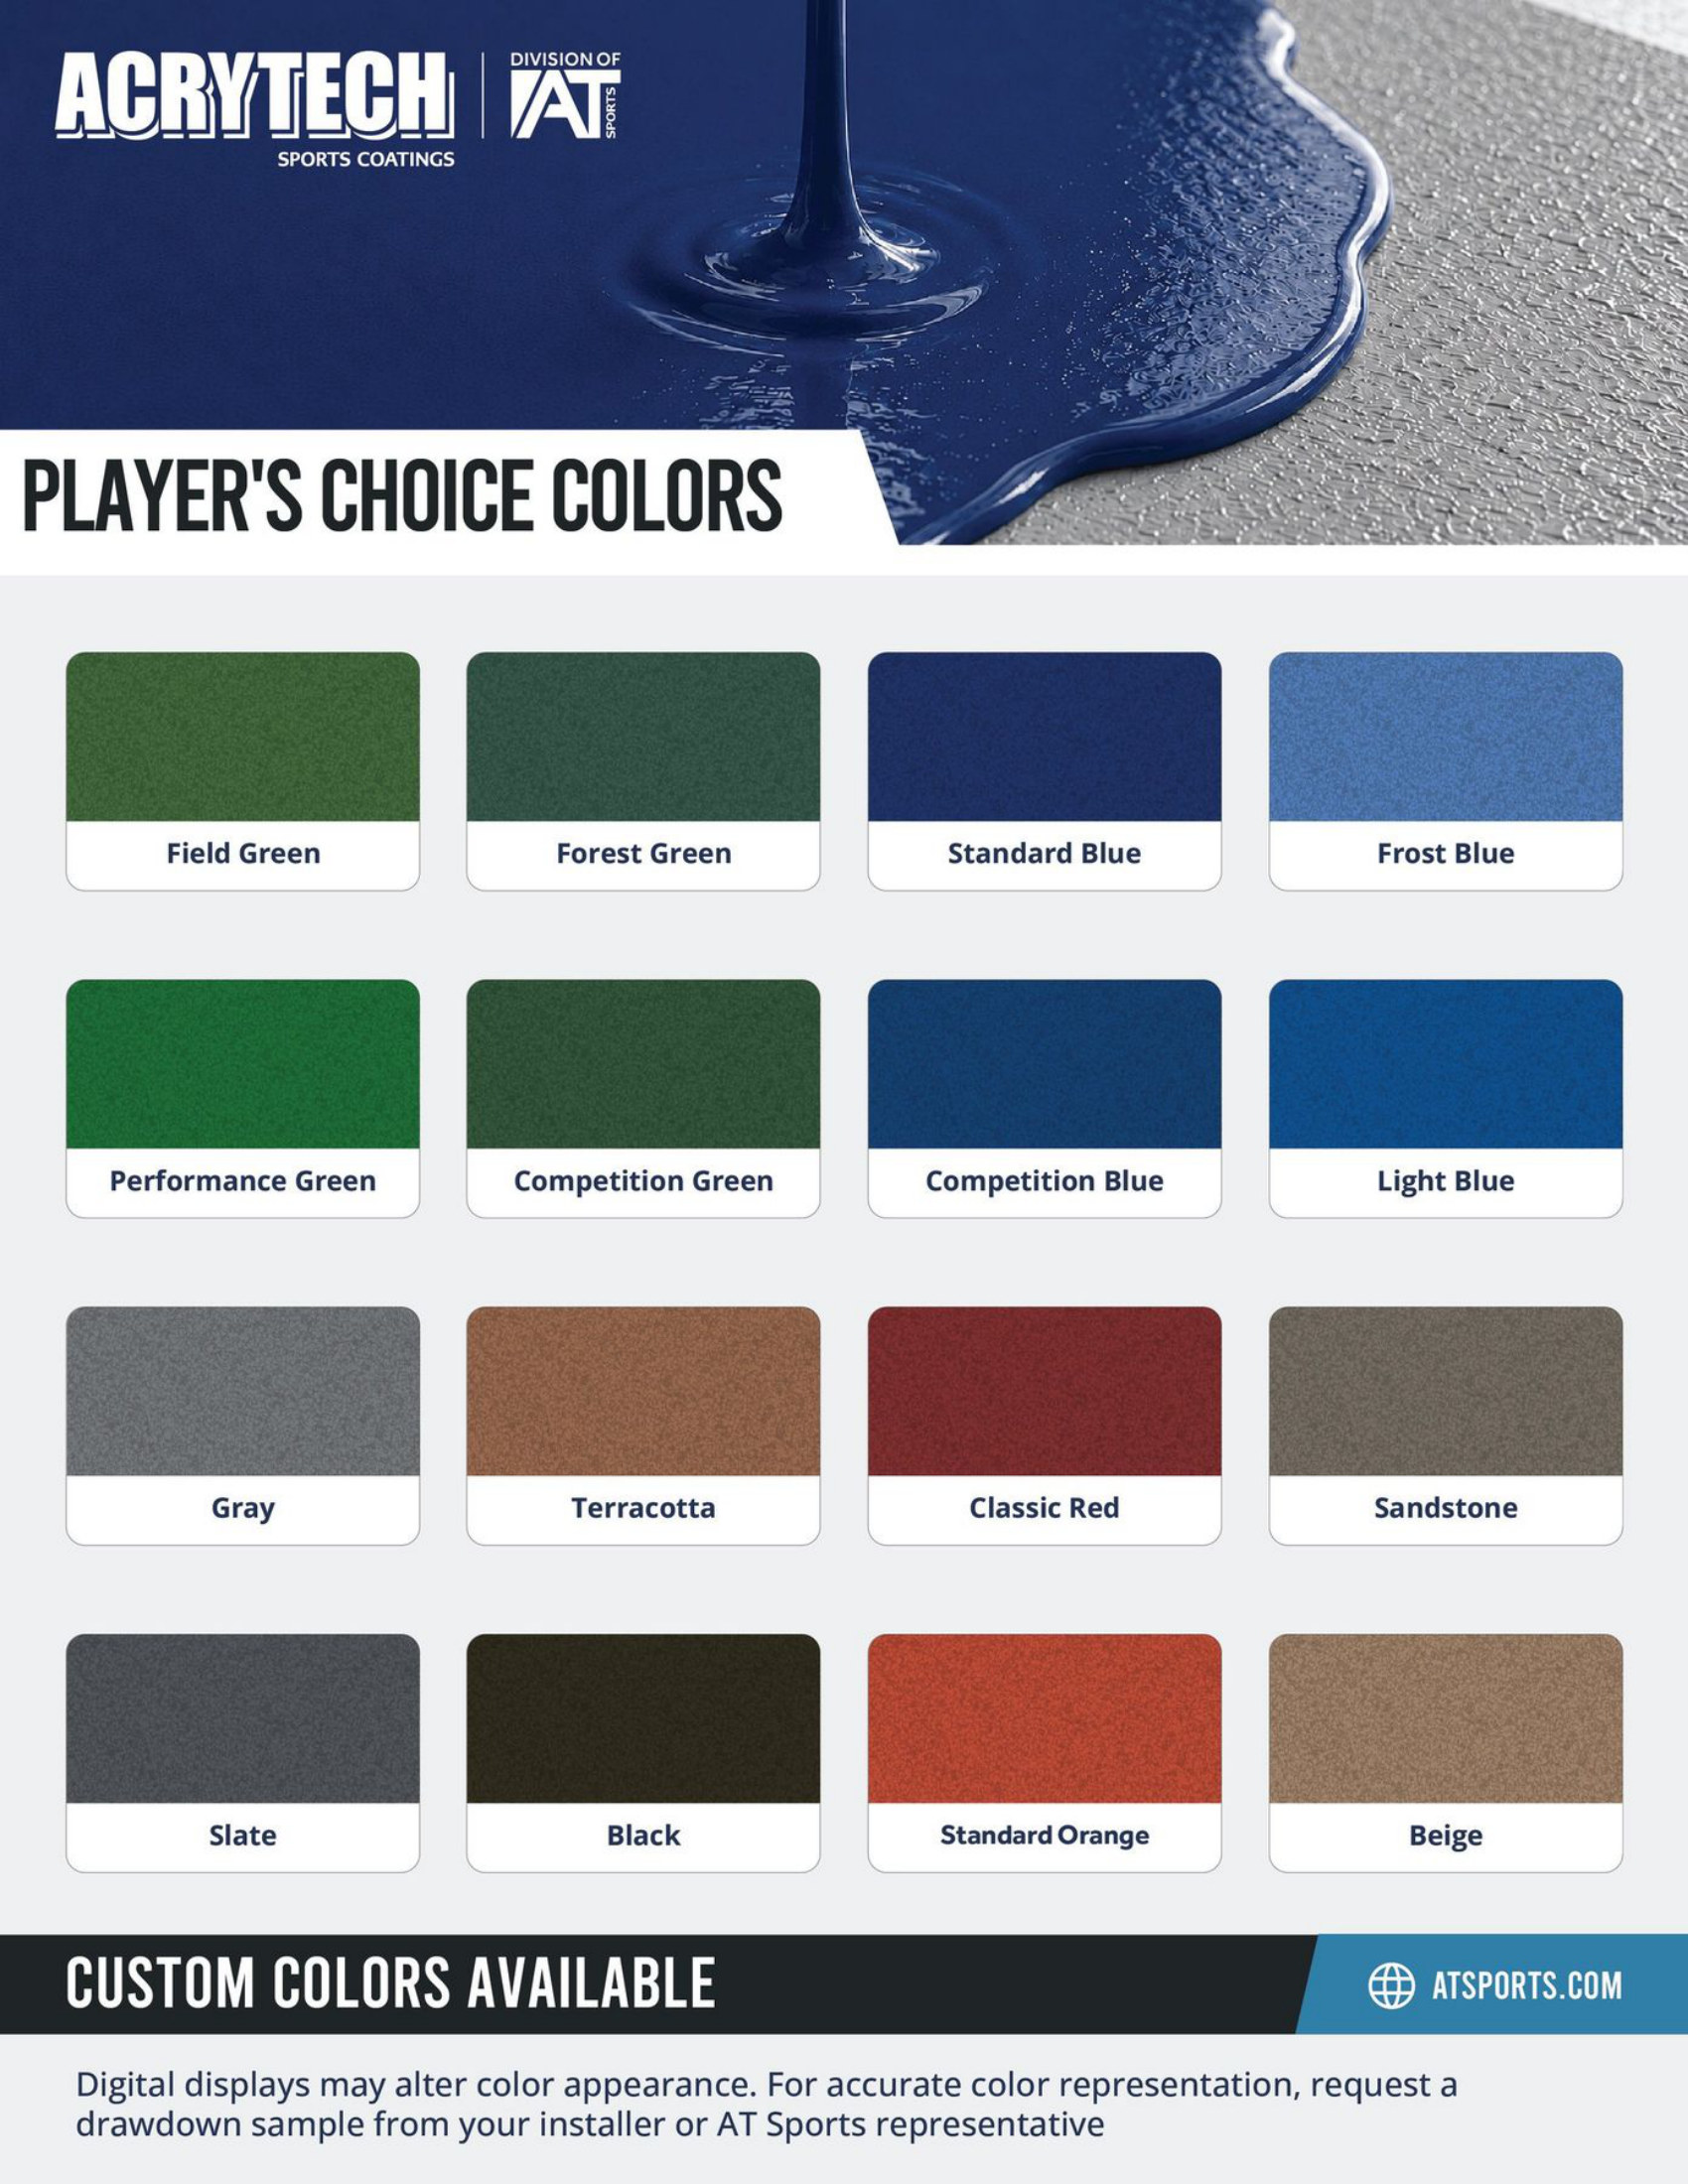 ACRYTECH
SPORTS COATINGS
DIVISION OF
AT
SPORTS
PLAYER'S CHOICE COLORS
Field Green
Forest Green
Standard Blue
Frost Blue
Performance Green
Competition Green
Competition Blue
Light Blue
Gray
Terracotta
Classic Red
Sandstone
Slate
Black
Standard Orange
Beige
CUSTOM COLORS AVAILABLE
ATSPORTS.COM
Digital displays may alter color appearance. For accurate color representation, request a
drawdown sample from your installer or AT Sports representative